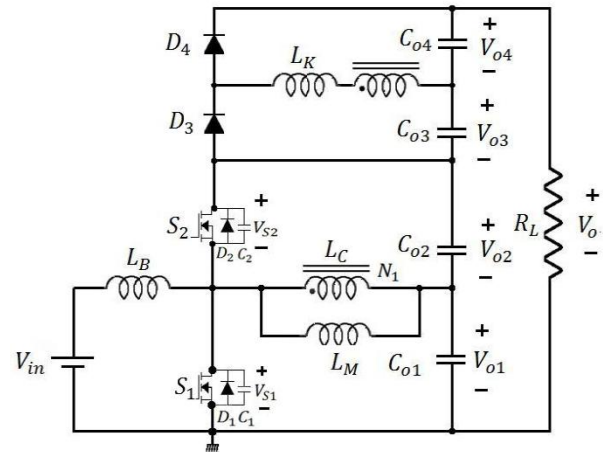 D4
LK
Co4
+
Vo4
−
D3
Co3
+
Vo3
−
S2
+
VS2
−
D2 C2
LB
LC
N1
Co2
+
Vo2
−
RL
+
Vo
−
Vin
LM
S1
+
VS1
−
D1 C1
Co1
+
Vo1
−